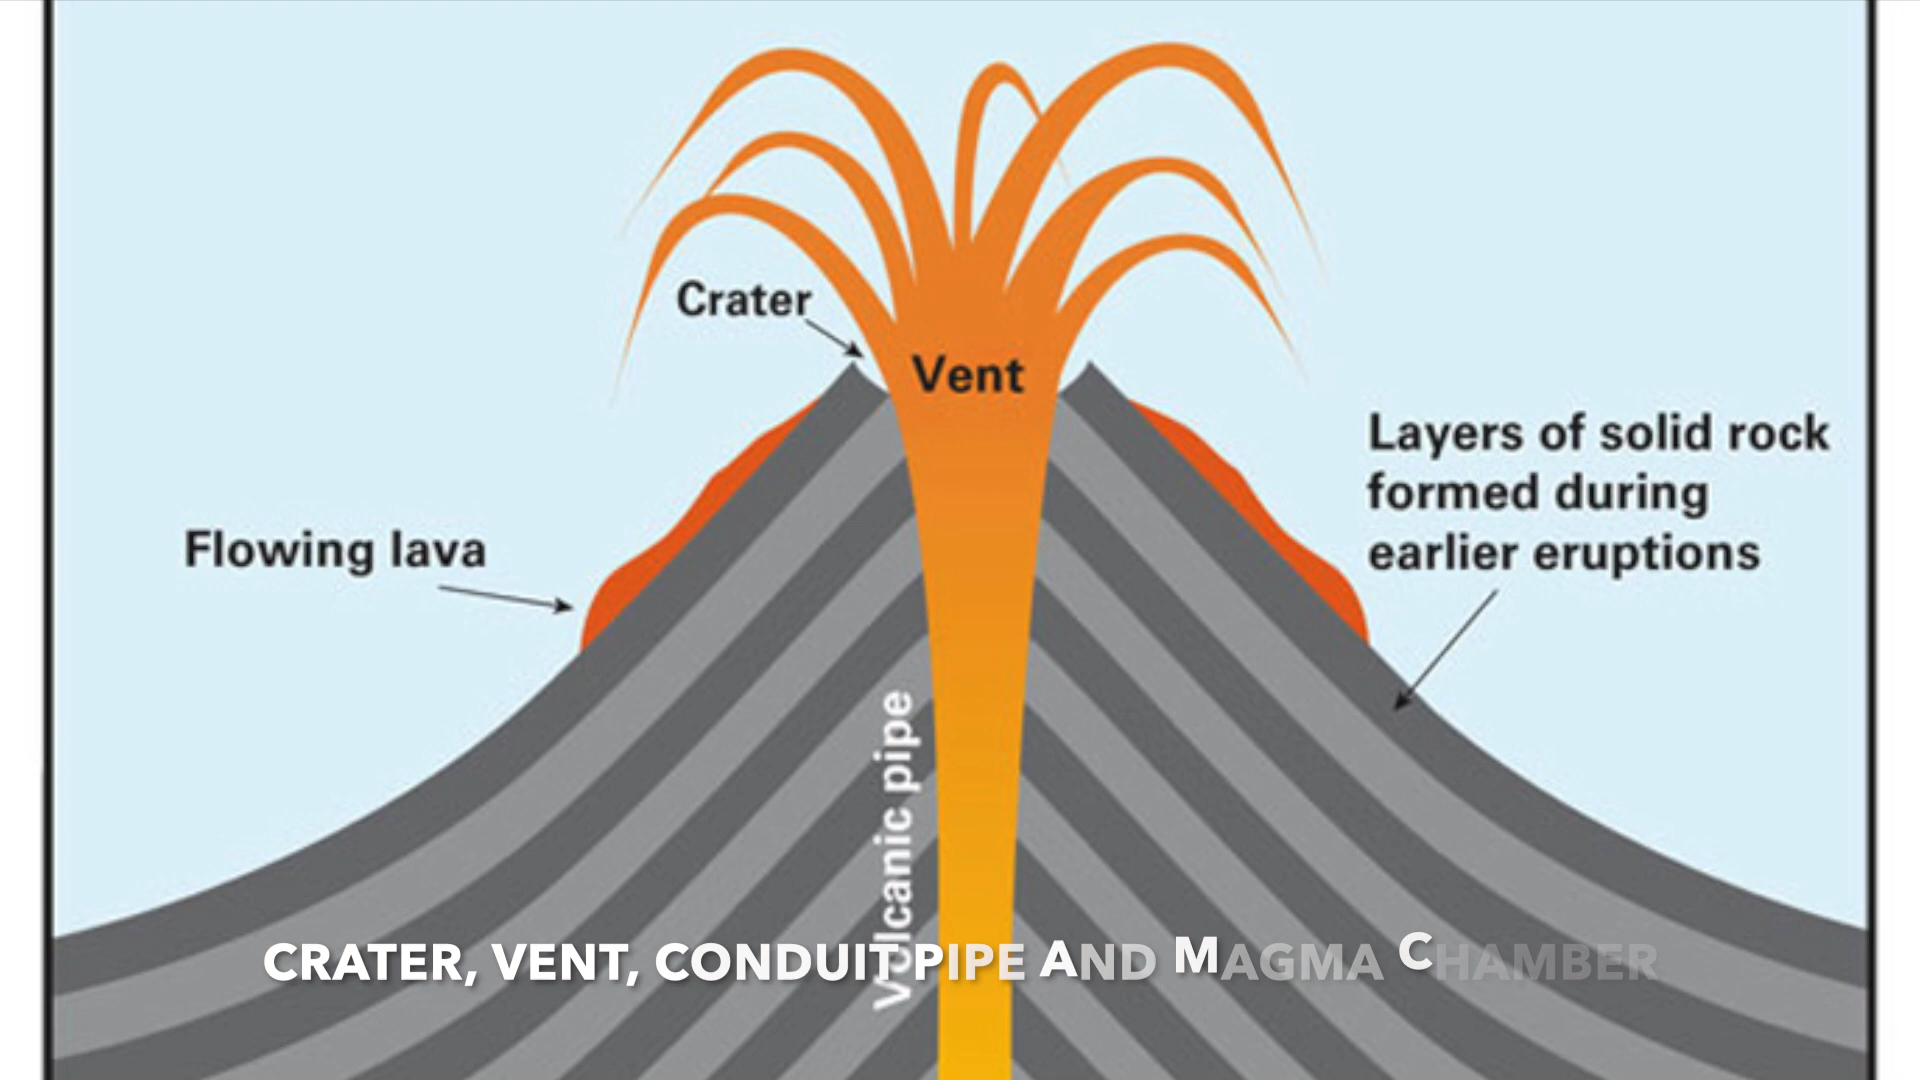 Crater
Vent
Layers of solid rock
formed during
earlier eruptions
Flowing lava
Volcanic pipe
CRATER, VENT, CONDUIT PIPE AND MAGMA CHAMBER